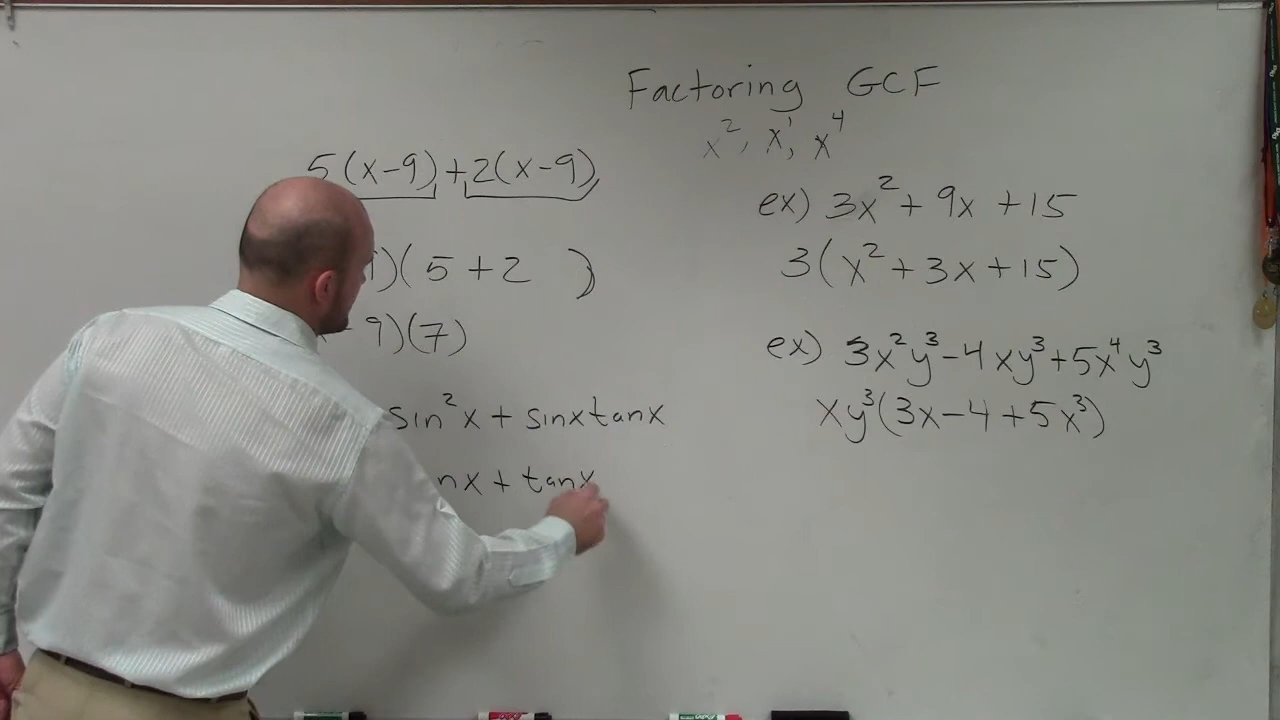 Factoring GCF
x², x¹, x⁴
5(x-9)+2(x-9)
)(5+2 )
9)(7)
sin²x + sinxtanx
nx + tanx
ex) 3x² + 9x + 15
3(x² + 3x + 15)
ex) 3x²y³-4xy³+5x⁴y³
xy³(3x-4+5x³)
EXPO